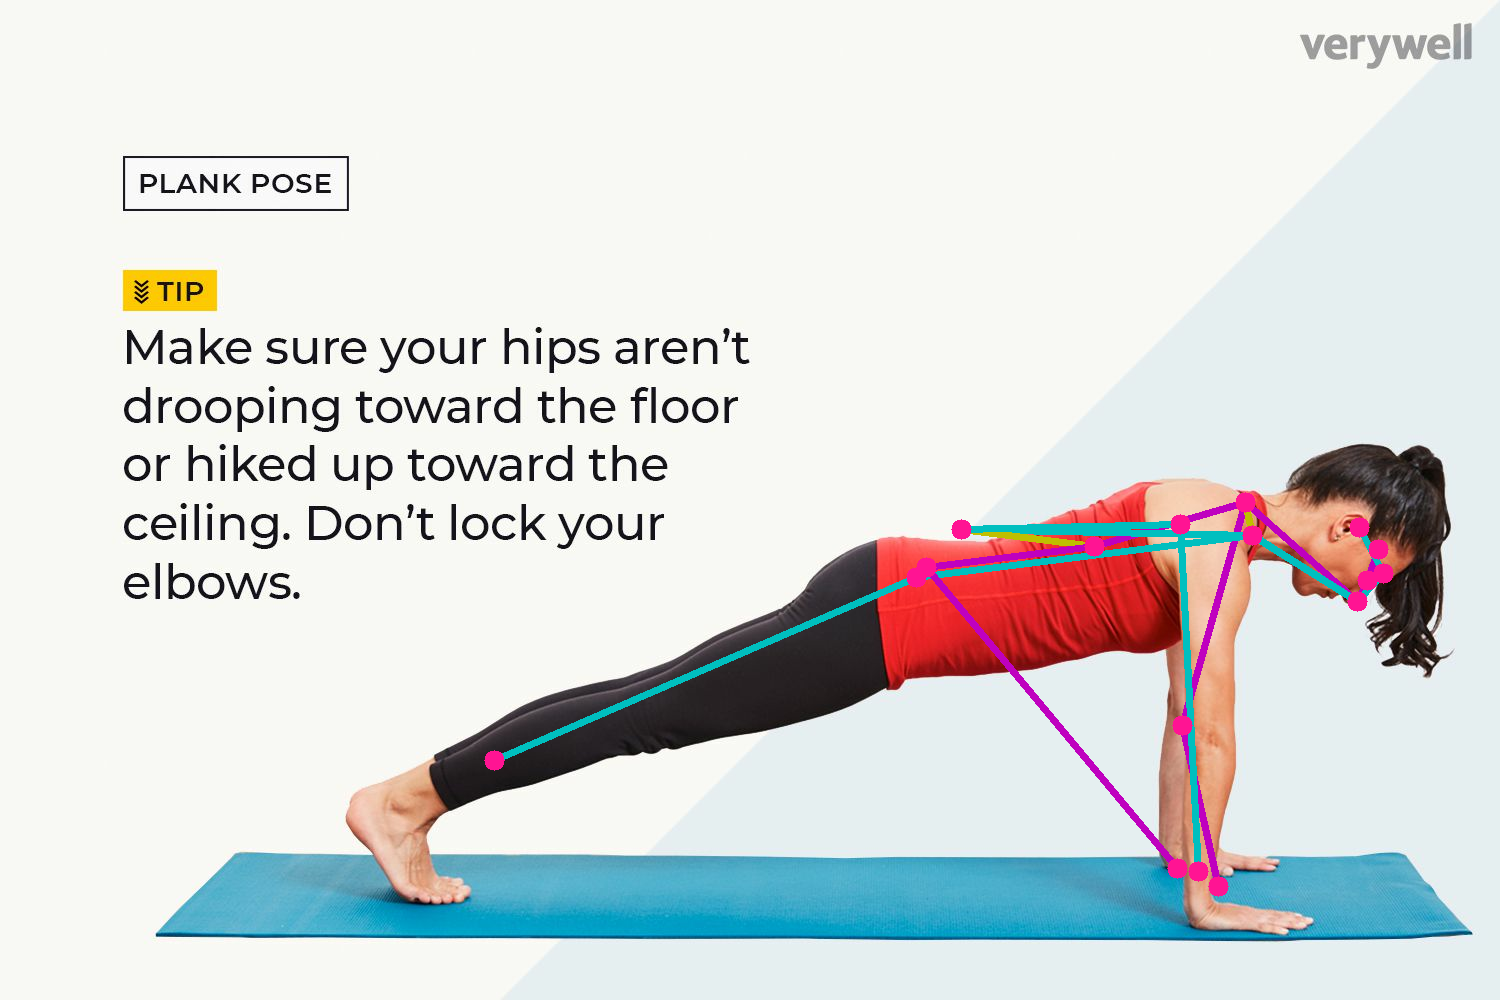 verywell
PLANK POSE
TIP
Make sure your hips aren’t
drooping toward the floor
or hiked up toward the
ceiling. Don’t lock your
elbows.